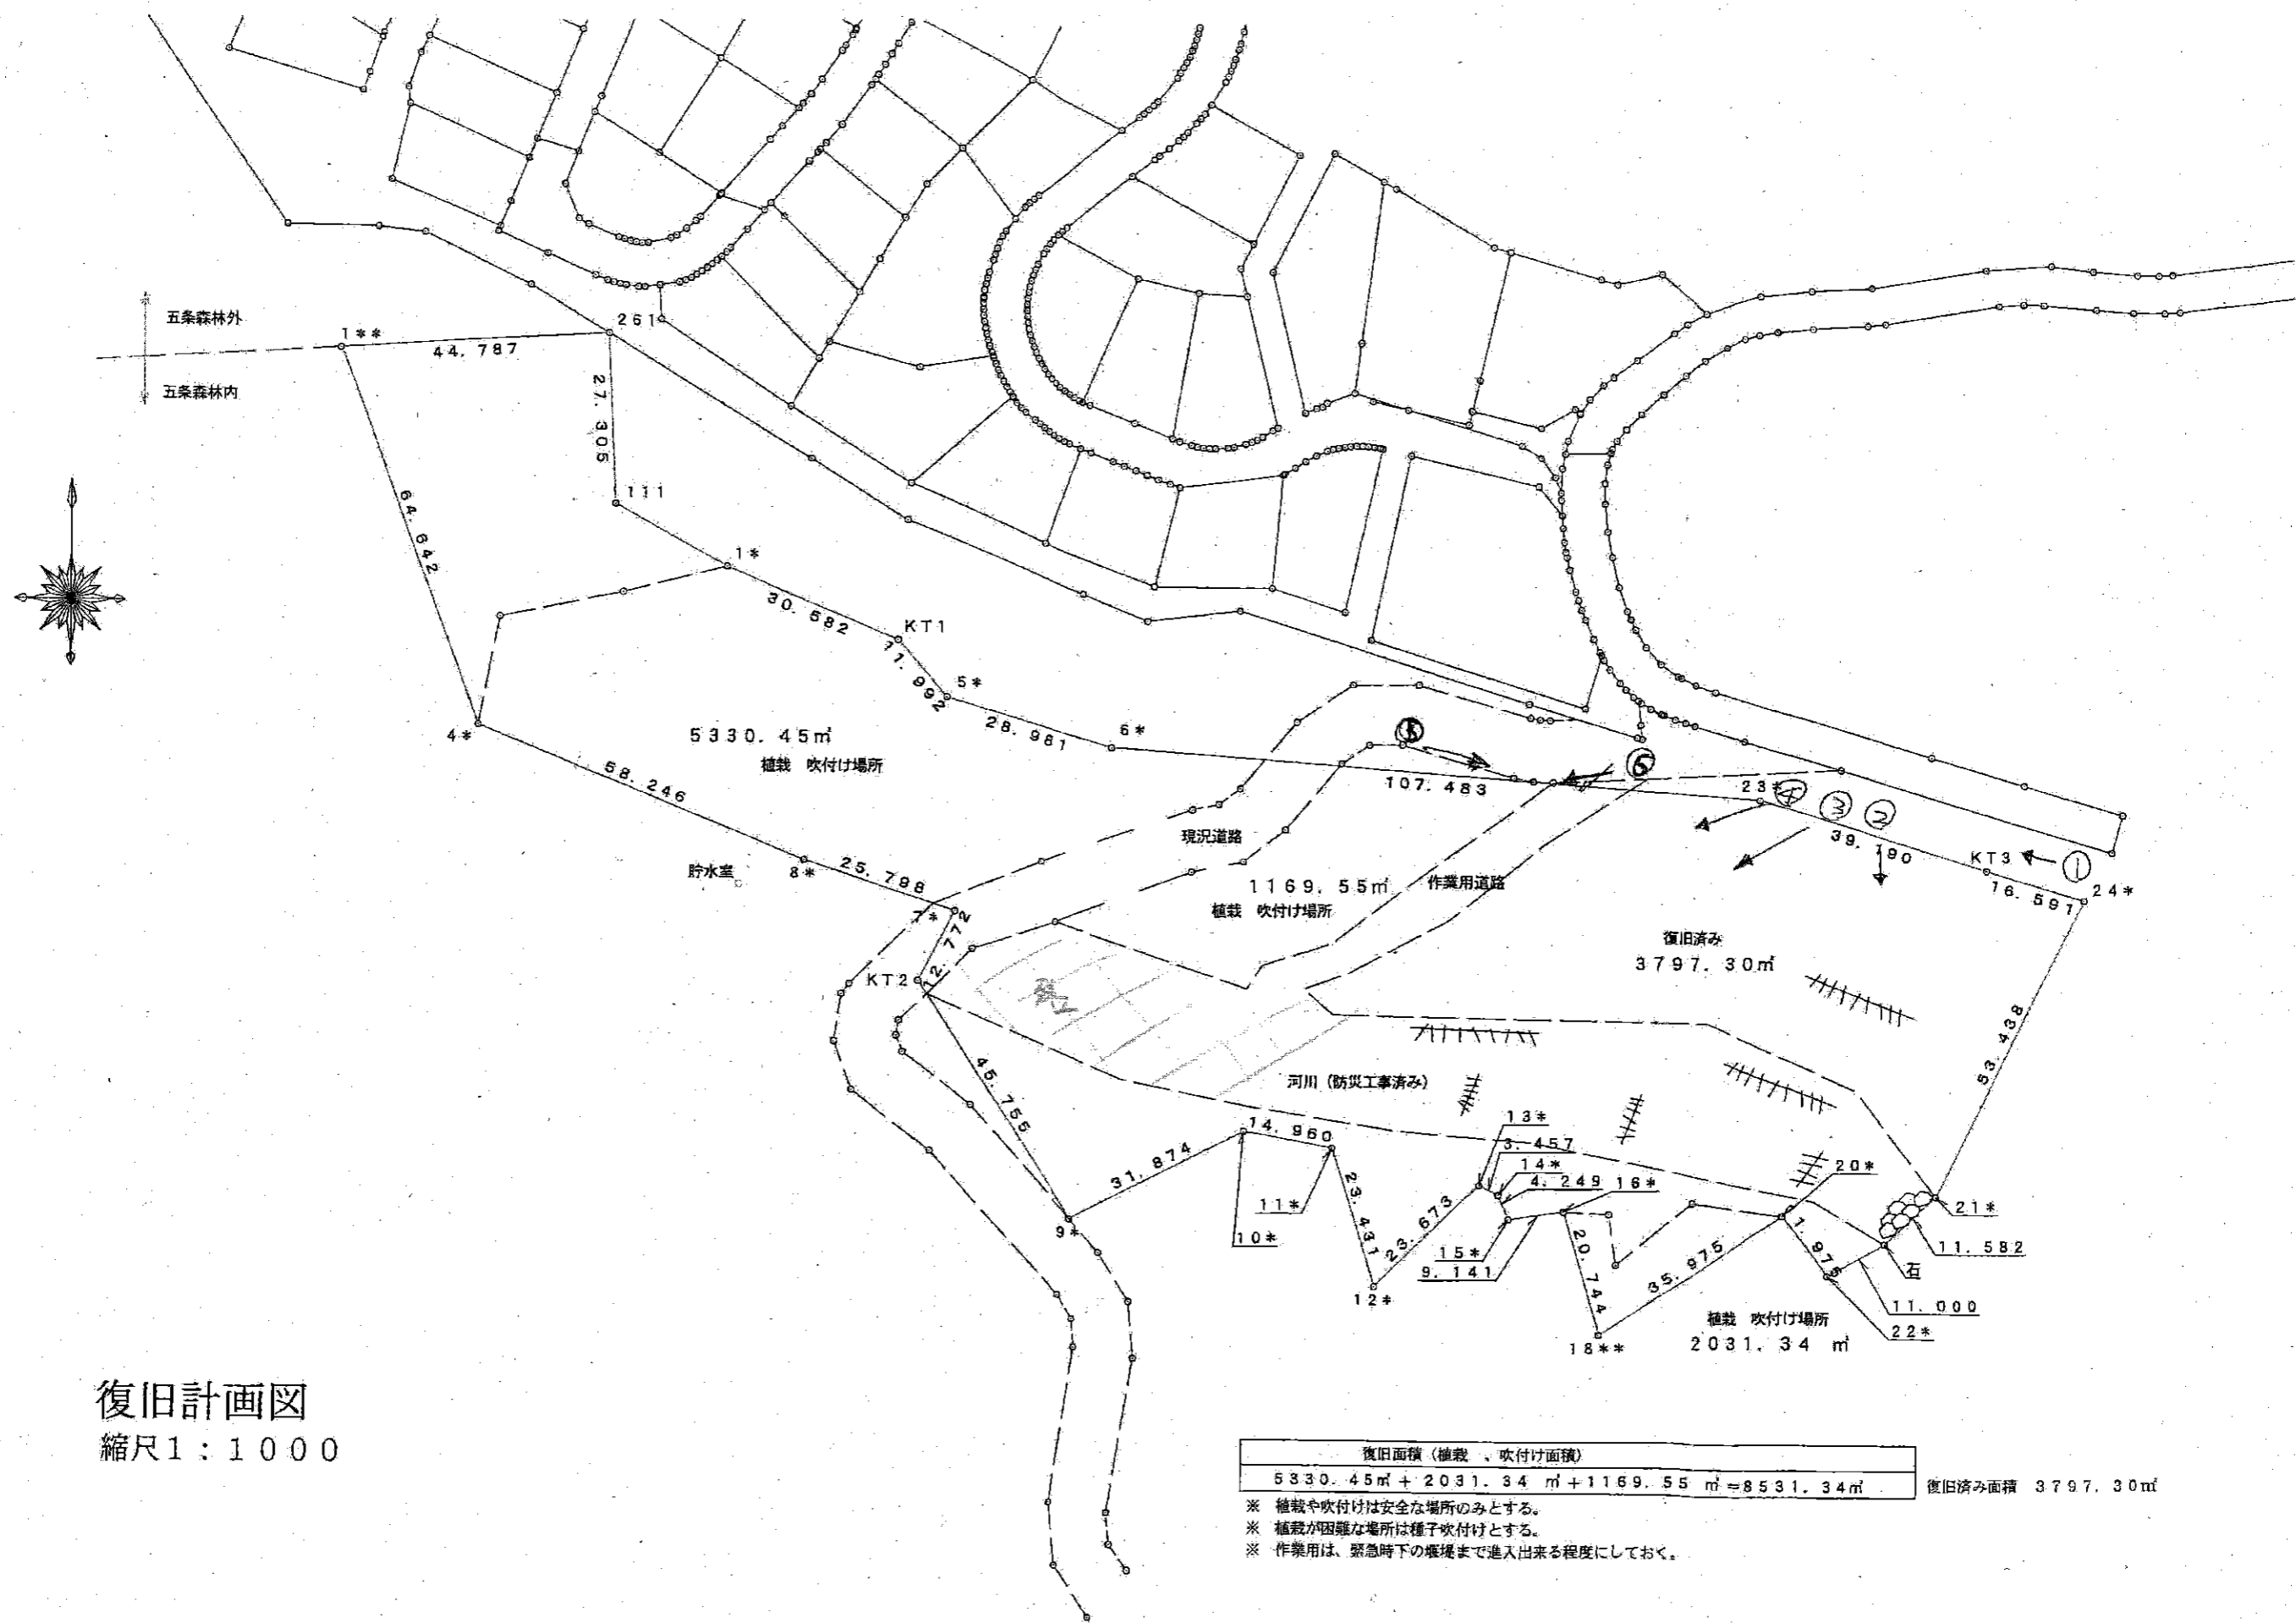 五条森林外
1**
44. 787
261
五条森林内
27. 305
111
64. 642
1*
30. 582
KT1
11. 992
5*
28. 981
6*
4*
5330. 45㎡
植栽 吹付け場所
58. 246
107. 483
⑤
⑥
23*
④ ③ ②
39. 190
KT3
①
16. 591
24*
現況道路
貯水室
8*
25. 798
7*
12. 772
KT2
1169. 55㎡
植栽 吹付け場所
作業用道路
復旧済み
3797. 30㎡
53. 438
45. 755
河川（防災工事済み）
31. 874
14. 960
13*
3. 457
14*
4. 249
16*
20*
11*
10*
23. 431
23. 673
15*
9. 141
12*
20. 744
35. 975
1. 975
21*
11. 582
石
11. 000
22*
9*
18**
植栽 吹付け場所
2031. 34 ㎡
復旧計画図
縮尺1：1000
復旧面積（植栽 、吹付け面積）
5330. 45㎡＋2031. 34 ㎡＋1169. 55 ㎡＝8531. 34㎡
復旧済み面積 3797. 30㎡
※ 植栽や吹付けは安全な場所のみとする。
※ 植栽が困難な場所は種子吹付けとする。
※ 作業用は、緊急時下の堰堤まで進入出来る程度にしておく。